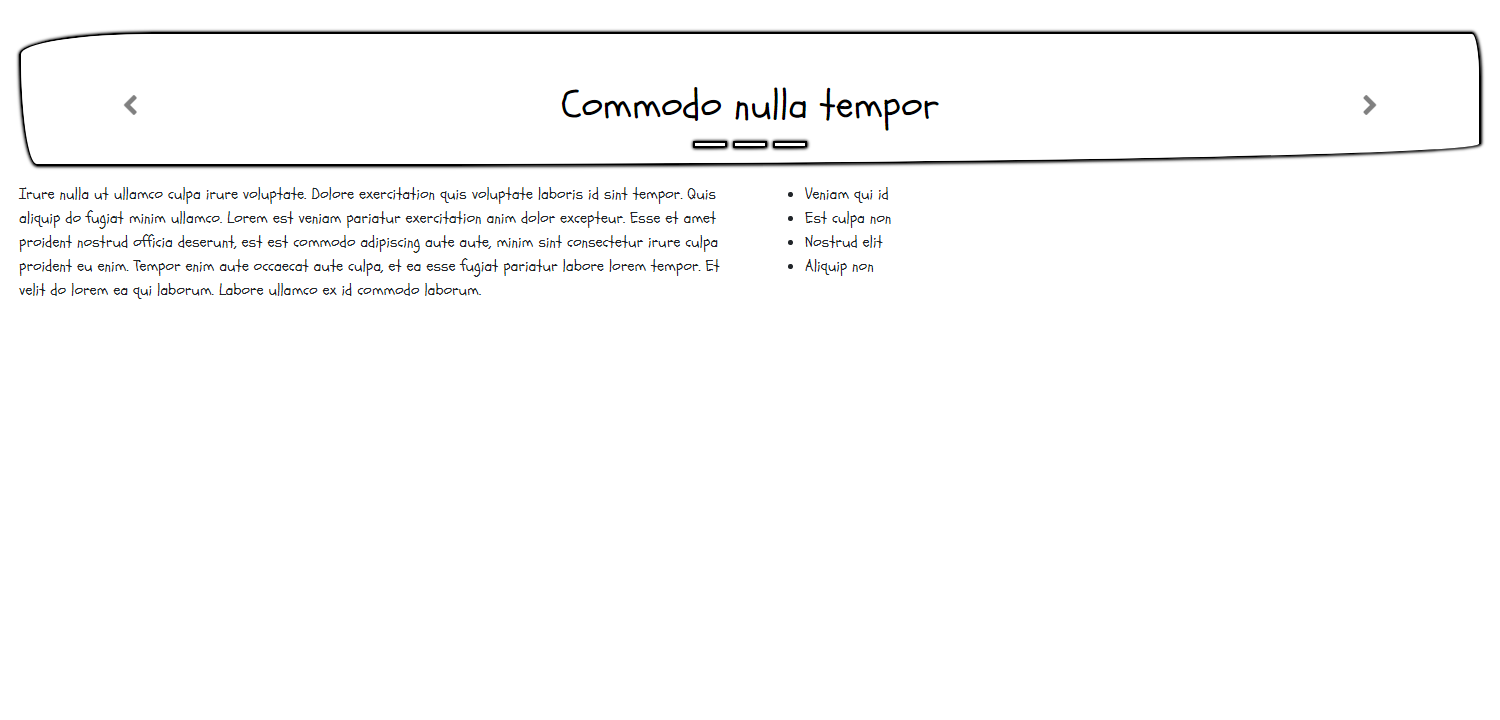 Commodo nulla tempor
Irure nulla ut ullamco culpa irure voluptate. Dolore exercitation quis voluptate laboris id sint tempor. Quis
aliquip do fugiat minim ullamco. Lorem est veniam pariatur exercitation anim dolor excepteur. Esse et amet
proident nostrud officia deserunt, est est commodo adipiscing aute aute, minim sint consectetur irure culpa
proident eu enim. Tempor enim aute occaecat aute culpa, et ea esse fugiat pariatur labore lorem tempor. Et
velit do lorem ea qui laborum. Labore ullamco ex id commodo laborum.
Veniam qui id
Est culpa non
Nostrud elit
Aliquip non